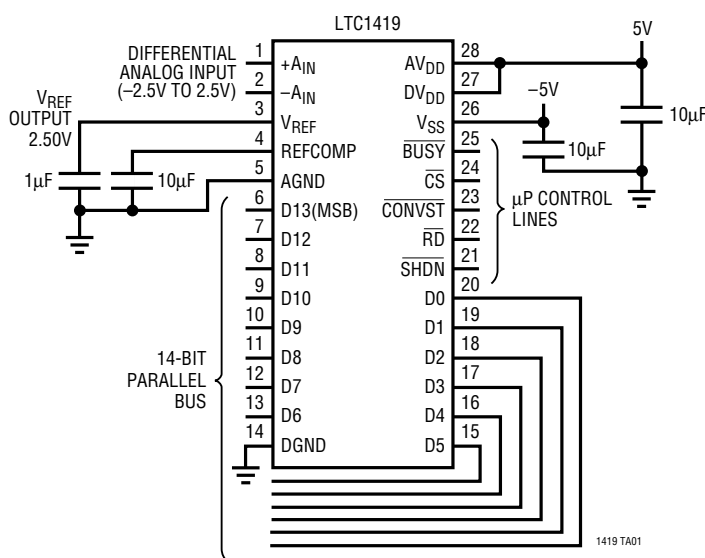 LTC1419
DIFFERENTIAL
ANALOG INPUT
(–2.5V TO 2.5V)
VREF
OUTPUT
2.50V
1μF
10μF
1
+AIN
2
–AIN
3
VREF
4
REFCOMP
5
AGND
6
D13(MSB)
7
D12
8
D11
9
D10
10
D9
11
D8
12
D7
13
D6
14
DGND
14-BIT
PARALLEL
BUS
28
AVDD
27
DVDD
26
VSS
25
BUSY
24
CS
23
CONVST
22
RD
21
SHDN
20
D0
19
D1
18
D2
17
D3
16
D4
15
D5
5V
–5V
10μF
10μF
μP CONTROL
LINES
1419 TA01